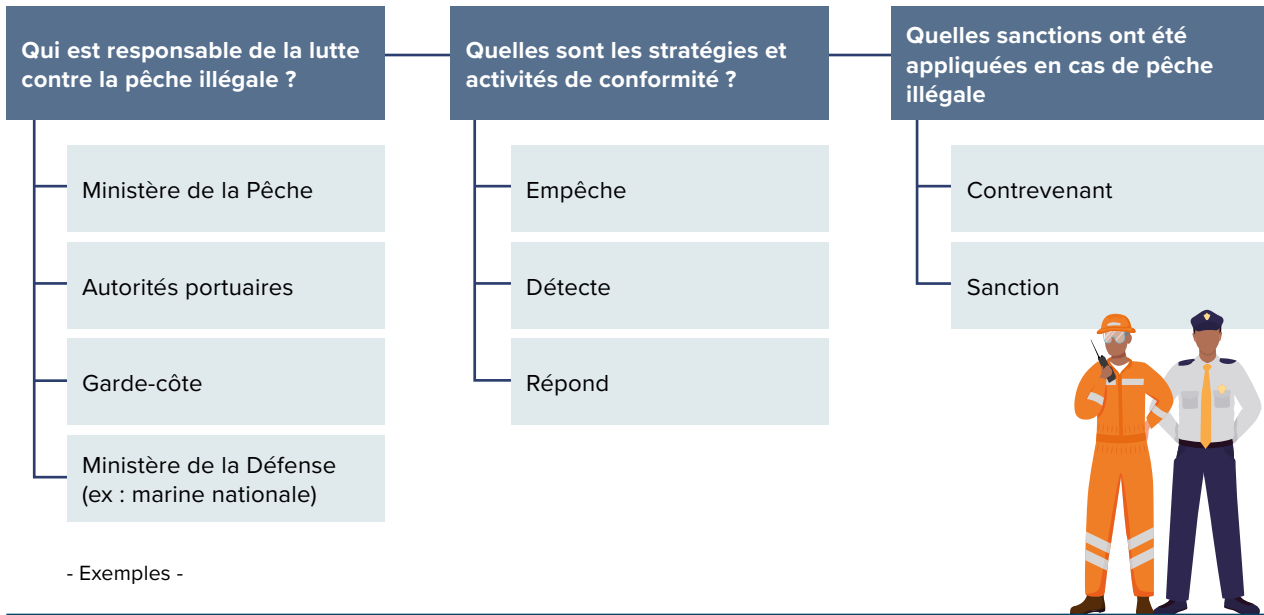 Qui est responsable de la lutte
contre la pêche illégale ?
Ministère de la Pêche
Autorités portuaires
Garde-côte
Ministère de la Défense
(ex : marine nationale)
- Exemples -
Quelles sont les stratégies et
activités de conformité ?
Empêche
Détecte
Répond
Quelles sanctions ont été
appliquées en cas de pêche
illégale
Contrevenant
Sanction